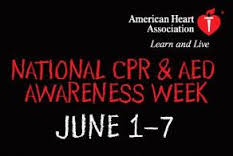 American Heart
Association
Learn and Live
NATIONAL CPR & AED
AWARENESS WEEK
JUNE 1-7